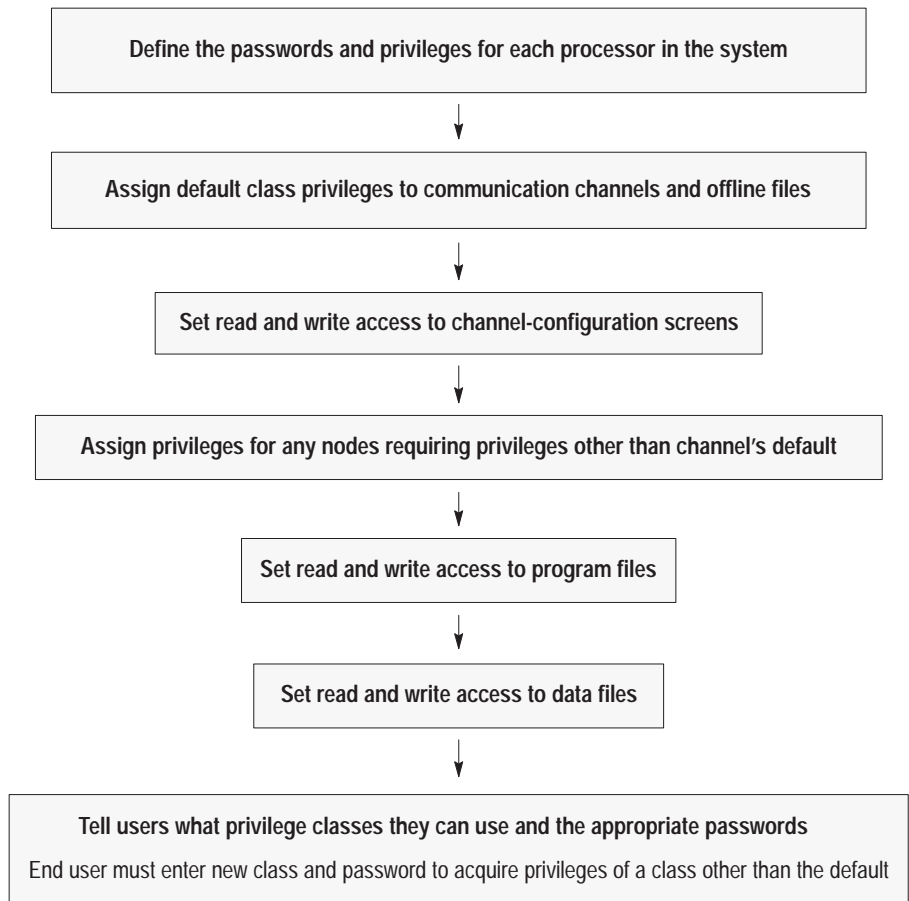 Define the passwords and privileges for each processor in the system
Assign default class privileges to communication channels and offline files
Set read and write access to channel-configuration screens
Assign privileges for any nodes requiring privileges other than channel’s default
Set read and write access to program files
Set read and write access to data files
Tell users what privilege classes they can use and the appropriate passwords
End user must enter new class and password to acquire privileges of a class other than the default